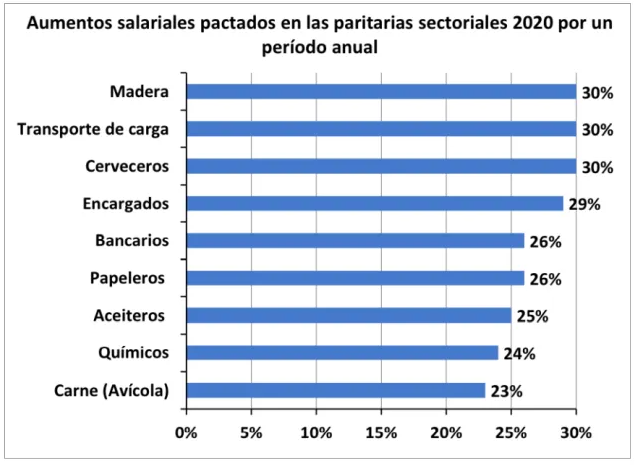 Aumentos salariales pactados en las paritarias sectoriales 2020 por un
período anual
Madera 30%
Transporte de carga 30%
Cerveceros 30%
Encargados 29%
Bancarios 26%
Papeleros 26%
Aceiteros 25%
Químicos 24%
Carne (Avícola) 23%
0% 5% 10% 15% 20% 25% 30%